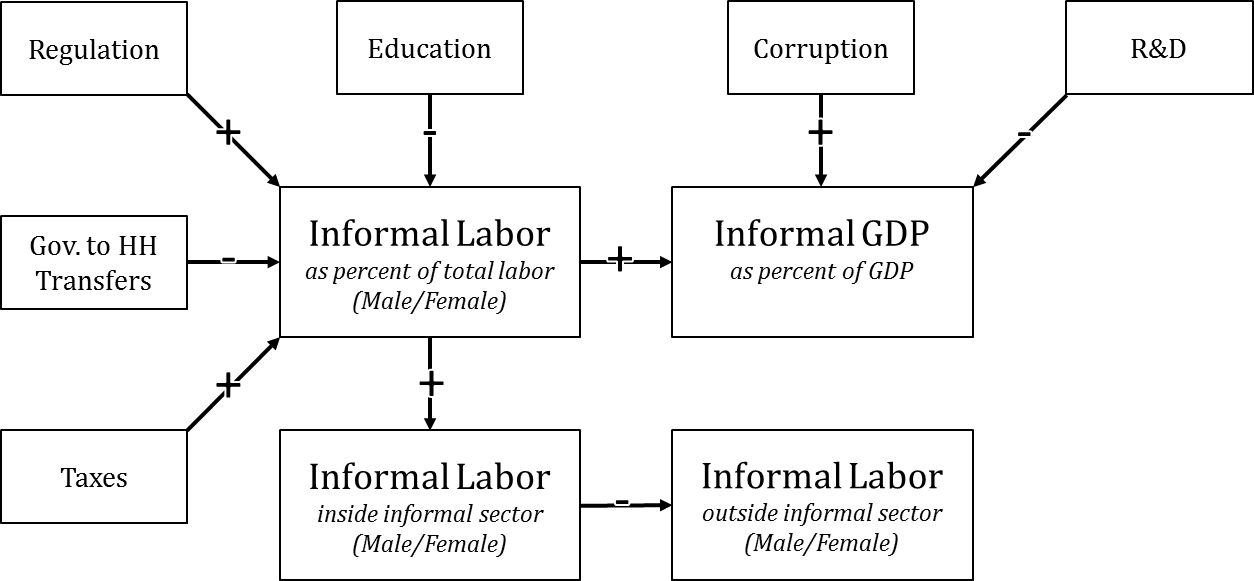 Regulation
Education
Corruption
R&D
+
-
+
-
Gov. to HH
Transfers
-
Informal Labor
as percent of total labor
(Male/Female)
+
Informal GDP
as percent of GDP
+
+
Taxes
Informal Labor
inside informal sector
(Male/Female)
-
Informal Labor
outside informal sector
(Male/Female)